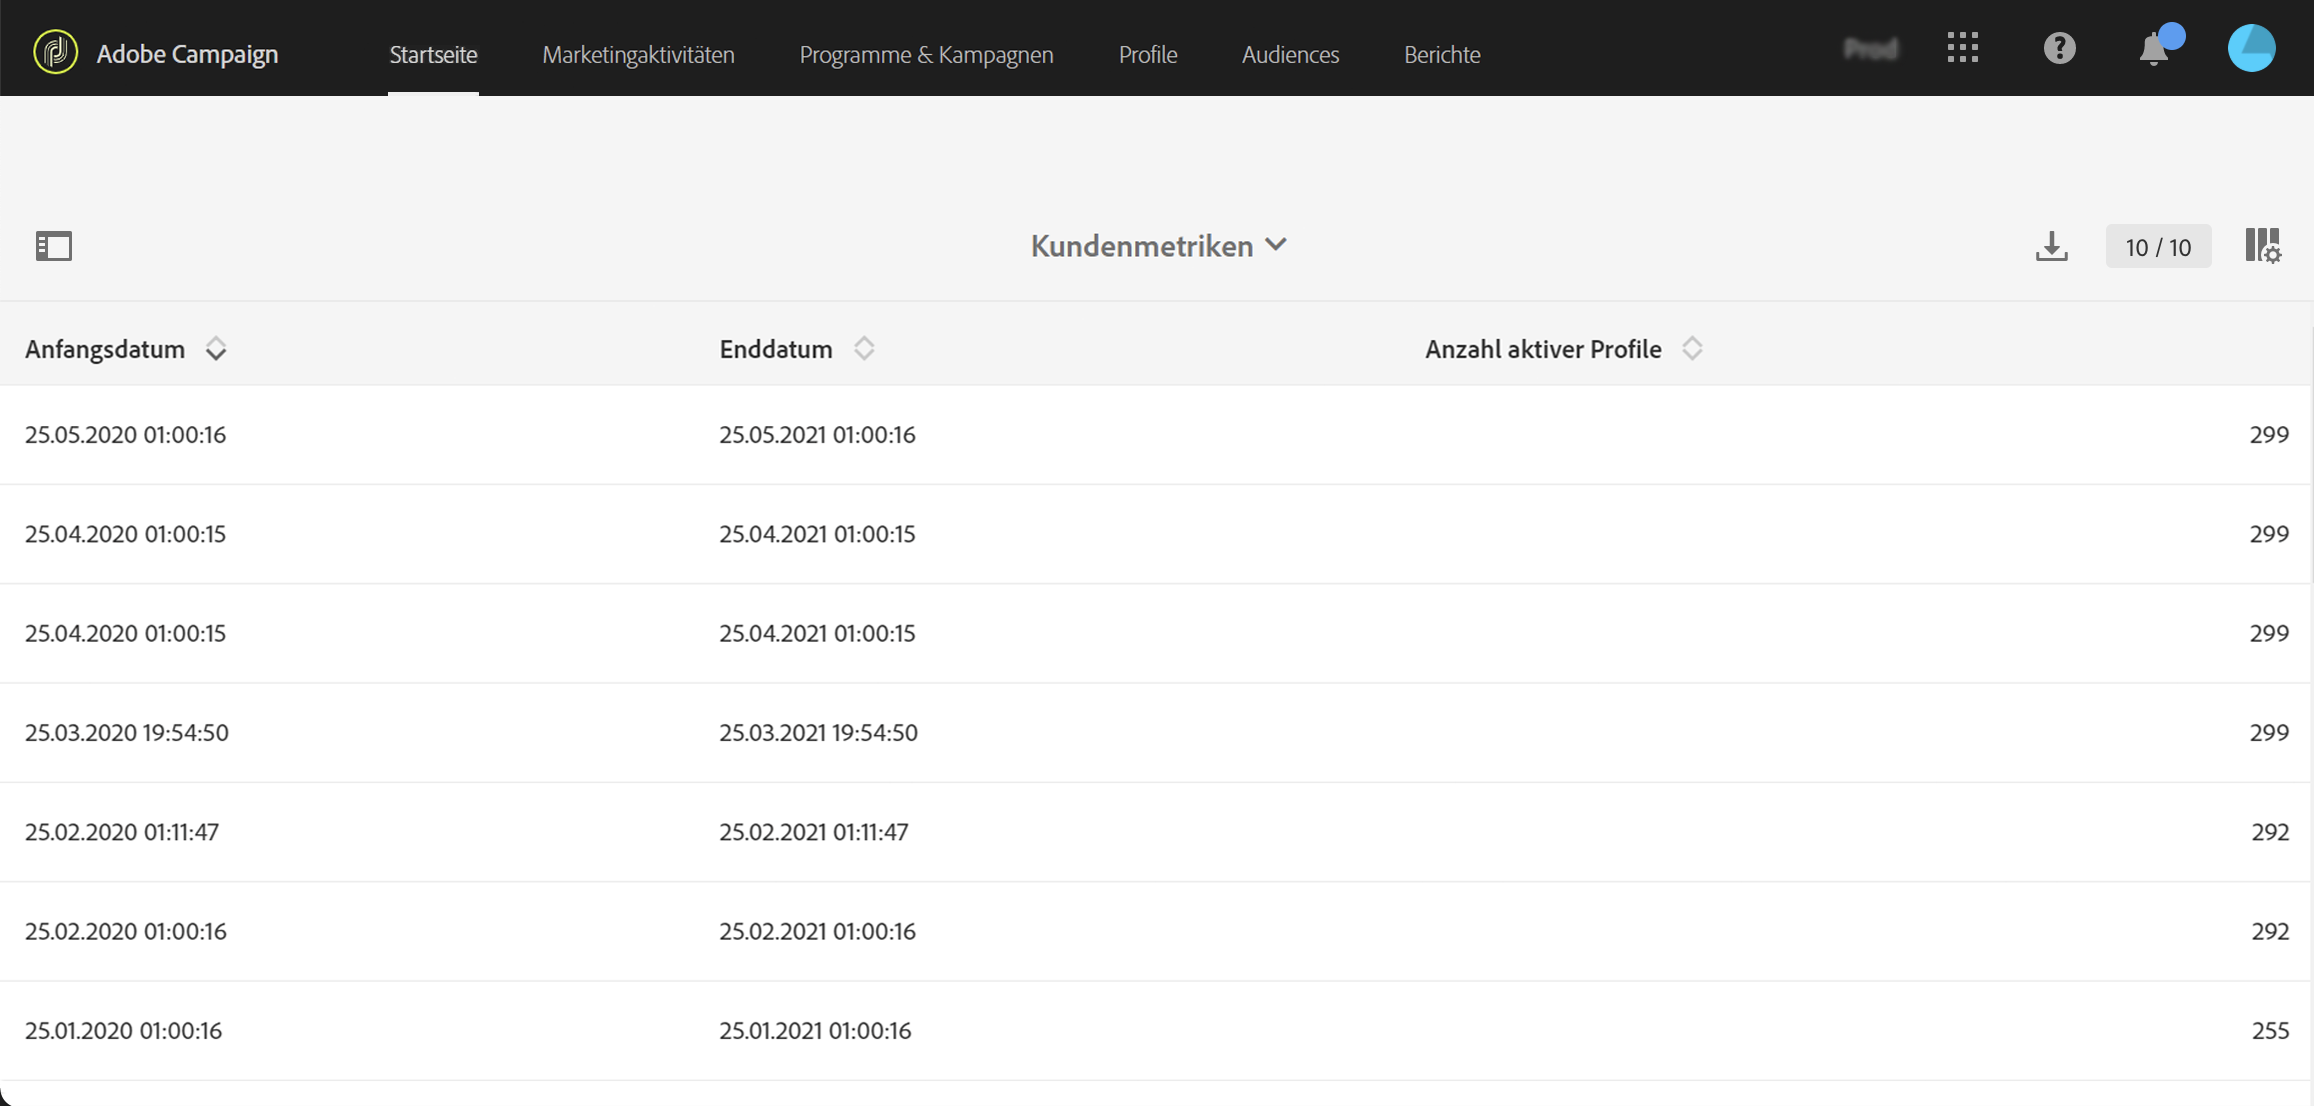 Adobe Campaign Startseite Marketingaktivitäten Programme & Kampagnen Profile Audiences Berichte Prod
Kundenmetriken 10 / 10
Anfangsdatum Enddatum Anzahl aktiver Profile
25.05.2020 01:00:16 25.05.2021 01:00:16 299
25.04.2020 01:00:15 25.04.2021 01:00:15 299
25.04.2020 01:00:15 25.04.2021 01:00:15 299
25.03.2020 19:54:50 25.03.2021 19:54:50 299
25.02.2020 01:11:47 25.02.2021 01:11:47 292
25.02.2020 01:00:16 25.02.2021 01:00:16 292
25.01.2020 01:00:16 25.01.2021 01:00:16 255